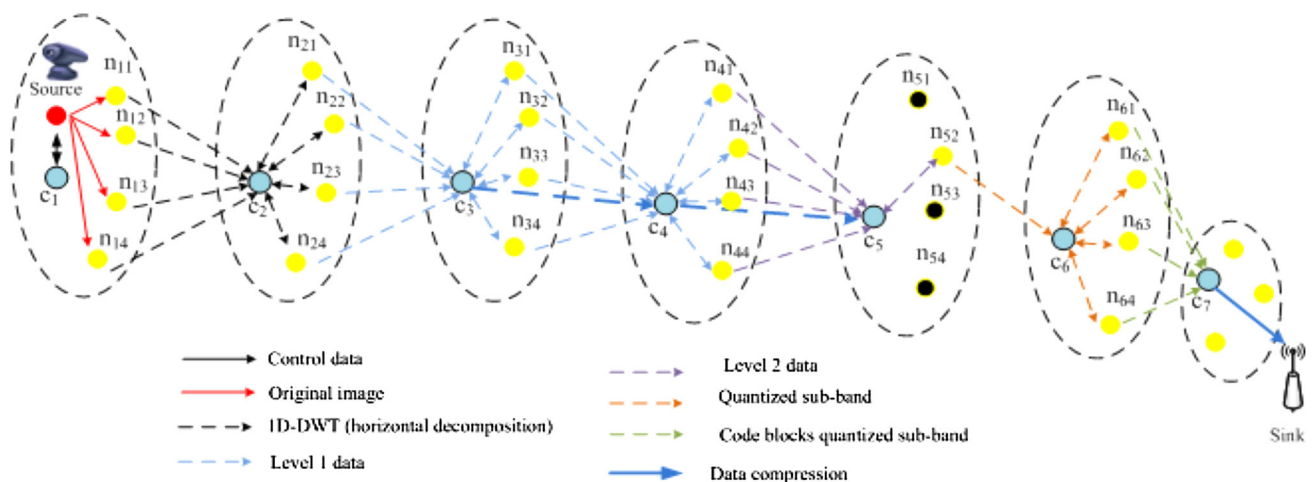 Source
n11
n12
n13
n14
c1
n21
n22
n23
n24
c2
n31
n32
n33
n34
c3
n41
n42
n43
n44
c4
n51
n52
n53
n54
c5
n61
n62
n63
n64
c6
c7
Sink
Control data
Original image
1D-DWT (horizontal decomposition)
Level 1 data
Level 2 data
Quantized sub-band
Code blocks quantized sub-band
Data compression